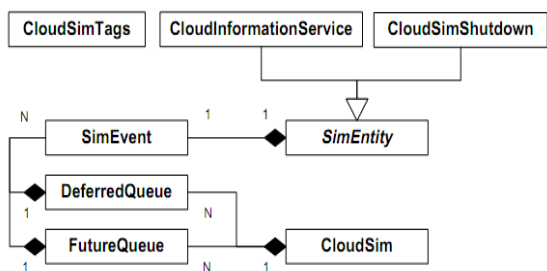 CloudSimTags
CloudInformationService
CloudSimShutdown
N
1
1
SimEvent
SimEntity
DeferredQueue
1
N
FutureQueue
CloudSim
1
N
1